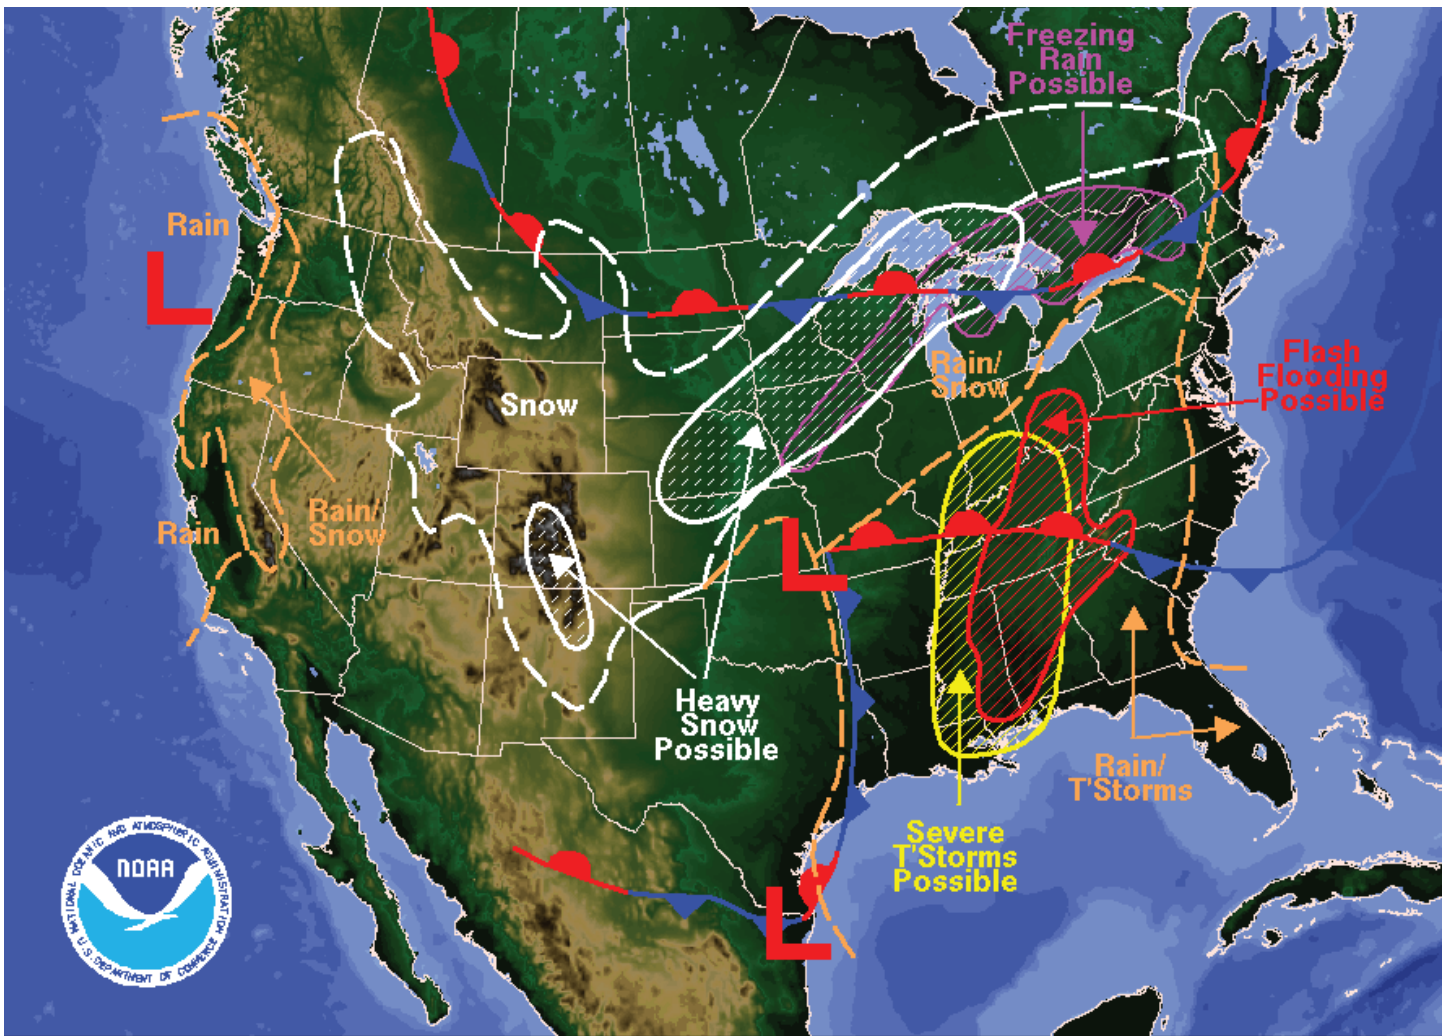 Freezing
Rain
Possible
Rain
L
Rain/
Snow
Flash
Flooding
Possible
Snow
Rain
Rain/
Snow
L
Heavy
Snow
Possible
Rain/
T'Storms
Severe
T'Storms
Possible
L
NATIONAL OCEANIC AND ATMOSPHERIC ADMINISTRATION
NOAA
U.S. DEPARTMENT OF COMMERCE